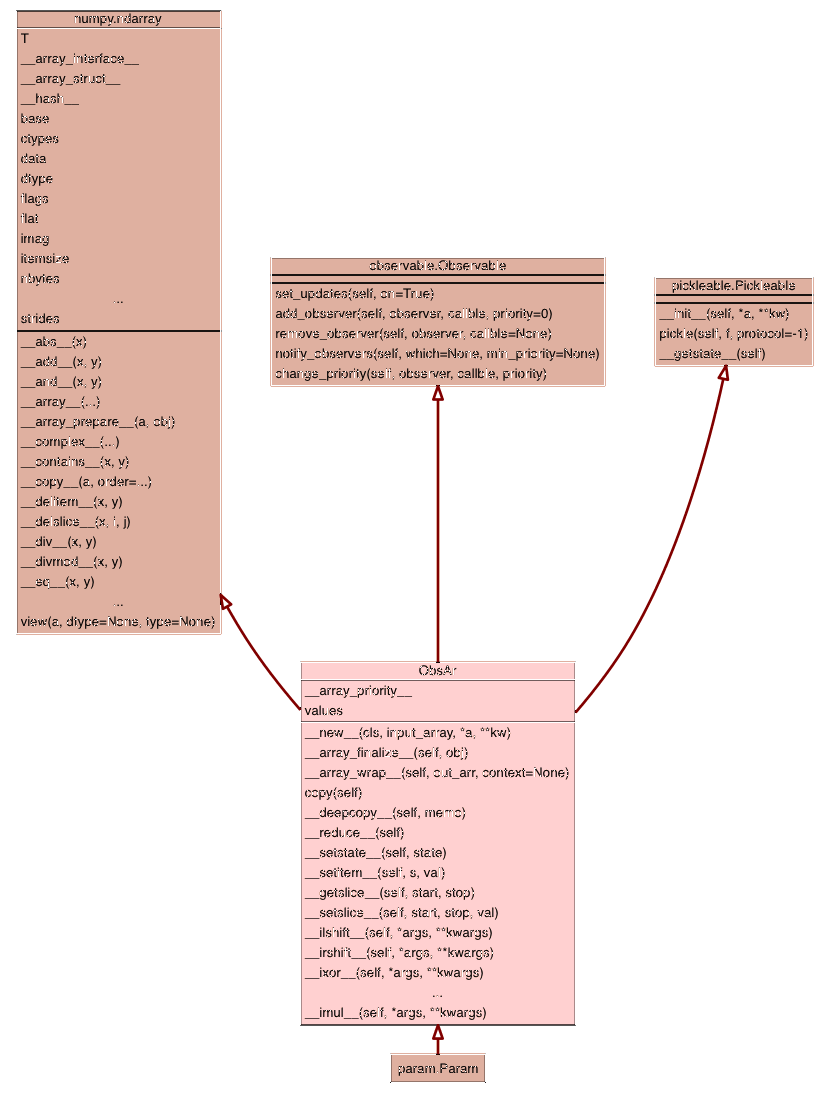 numpy.ndarray
T
__array_interface__
__array_struct__
__hash__
base
ctypes
data
dtype
flags
flat
imag
itemsize
nbytes
...
strides
__abs__(x)
__add__(x, y)
__and__(x, y)
__array__(...)
__array_prepare__(a, obj)
__complex__(...)
__contains__(x, y)
__copy__(a, order=...)
__delitem__(x, y)
__delslice__(x, i, j)
__div__(x, y)
__divmod__(x, y)
__eq__(x, y)
...
view(a, dtype=None, type=None)
observable.Observable
set_updates(self, on=True)
add_observer(self, observer, callble, priority=0)
remove_observer(self, observer, callble=None)
notify_observers(self, which=None, min_priority=None)
change_priority(self, observer, callble, priority)
pickleable.Pickleable
__init__(self, *a, **kw)
pickle(self, f, protocol=-1)
__getstate__(self)
ObsAr
__array_priority__
values
__new__(cls, input_array, *a, **kw)
__array_finalize__(self, obj)
__array_wrap__(self, out_arr, context=None)
copy(self)
__deepcopy__(self, memo)
__reduce__(self)
__setstate__(self, state)
__setitem__(self, s, val)
__getslice__(self, start, stop)
__setslice__(self, start, stop, val)
__ilshift__(self, *args, **kwargs)
__irshift__(self, *args, **kwargs)
__ixor__(self, *args, **kwargs)
...
__imul__(self, *args, **kwargs)
param.Param